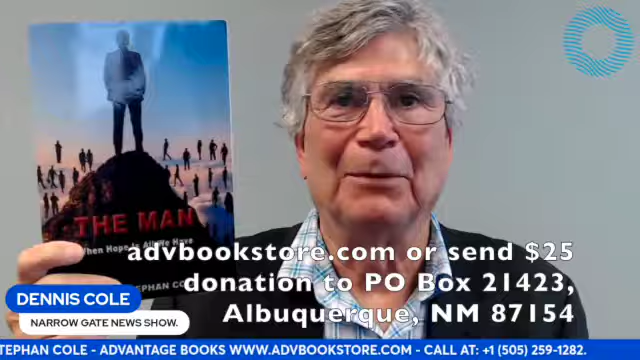 THE MAN
When Hope Is All We Have
advbookstore.com or send $25
donation to PO Box 21423,
Albuquerque, NM 87154
DENNIS COLE
NARROW GATE NEWS SHOW.
COLE - ADVANTAGE BOOKS WWW.ADVBOOKSTORE.COM - CALL AT: +1 (505) 259-1282.